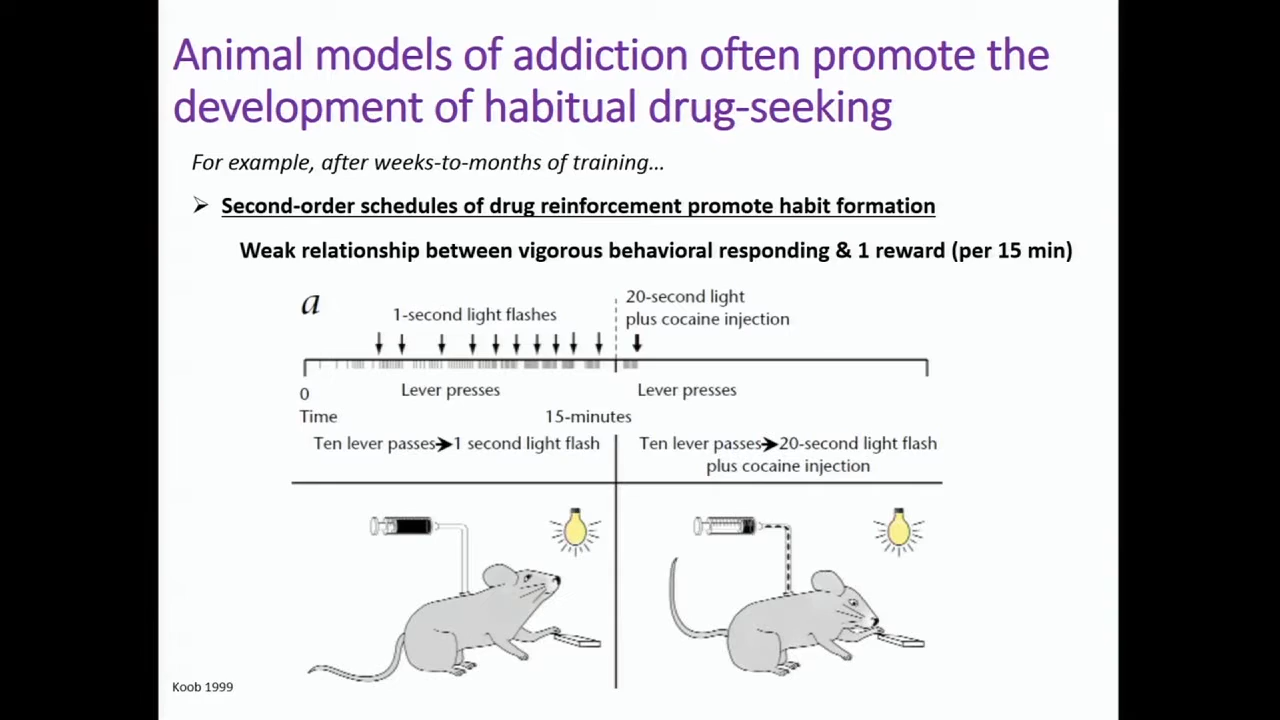 Animal models of addiction often promote the
development of habitual drug-seeking
For example, after weeks-to-months of training…
➢ Second-order schedules of drug reinforcement promote habit formation
Weak relationship between vigorous behavioral responding & 1 reward (per 15 min)
a
1-second light flashes
20-second light
plus cocaine injection
0
Lever presses
Lever presses
Time
15-minutes
Ten lever passes➔1 second light flash
Ten lever passes➔20-second light flash
plus cocaine injection
Koob 1999